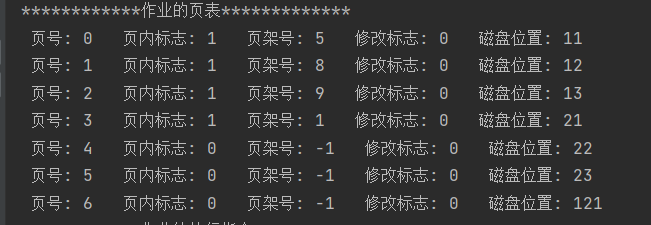 ************作业的页表*************
页号: 0 页内标志: 1 页架号: 5 修改标志: 0 磁盘位置: 11
页号: 1 页内标志: 1 页架号: 8 修改标志: 0 磁盘位置: 12
页号: 2 页内标志: 1 页架号: 9 修改标志: 0 磁盘位置: 13
页号: 3 页内标志: 1 页架号: 1 修改标志: 0 磁盘位置: 21
页号: 4 页内标志: 0 页架号: -1 修改标志: 0 磁盘位置: 22
页号: 5 页内标志: 0 页架号: -1 修改标志: 0 磁盘位置: 23
页号: 6 页内标志: 0 页架号: -1 修改标志: 0 磁盘位置: 121